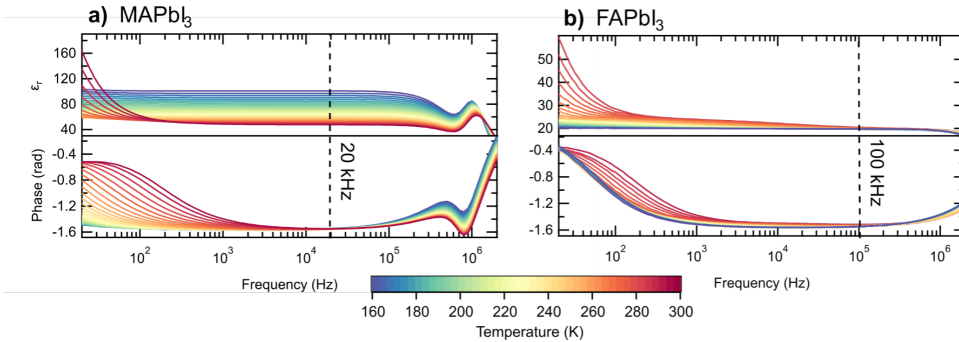 a) MAPbI3
b) FAPbI3
160
120
80
40
εr
-0.4
-0.8
-1.2
-1.6
Phase (rad)
20 kHz
10^2
10^3
10^4
10^5
10^6
Frequency (Hz)
50
40
30
20
-0.4
-0.8
-1.2
-1.6
100 kHz
10^2
10^3
10^4
10^5
10^6
Frequency (Hz)
160 180 200 220 240 260 280 300
Temperature (K)